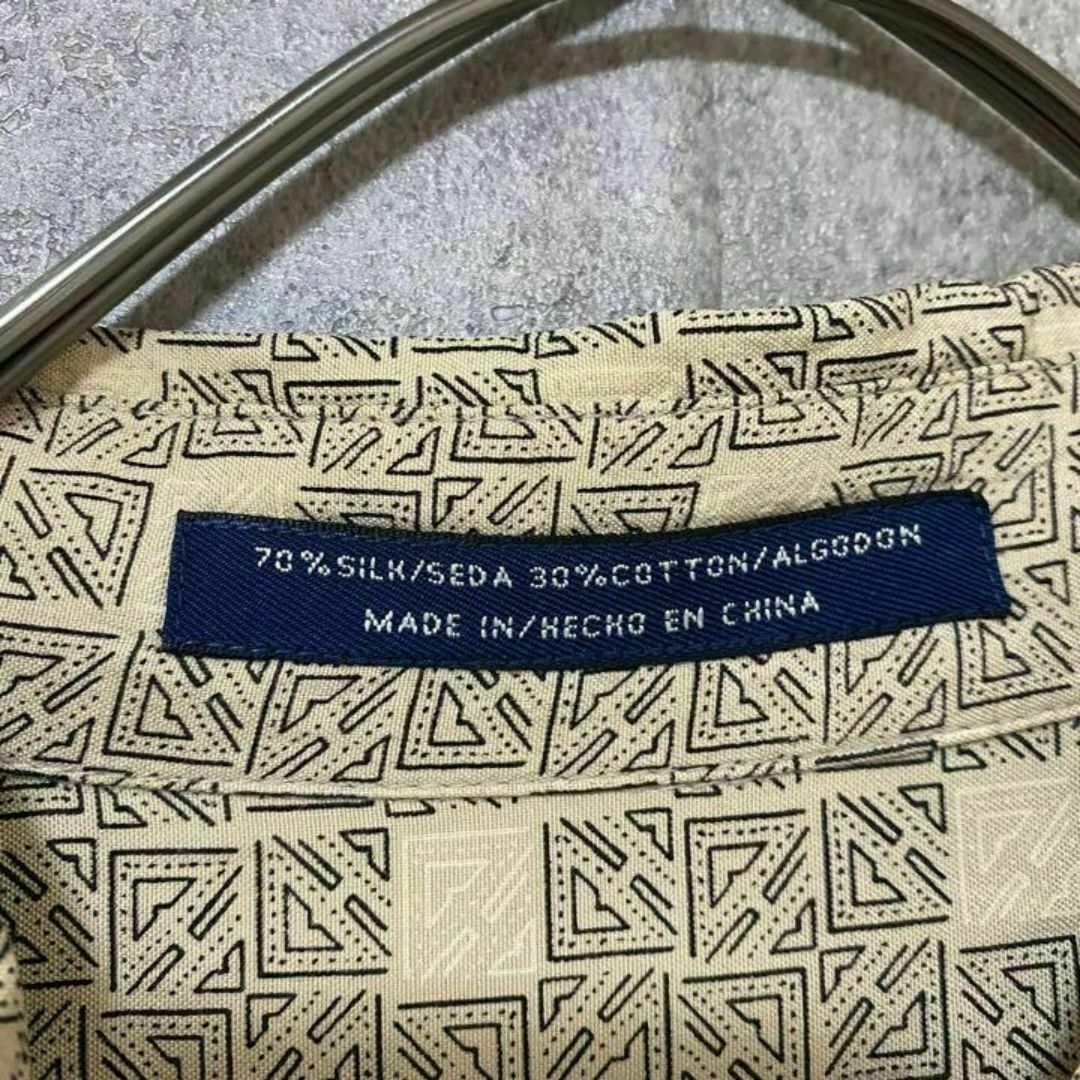 70%SILK/SEDA 30%COTTON/ALGODON
MADE IN/HECHO EN CHINA